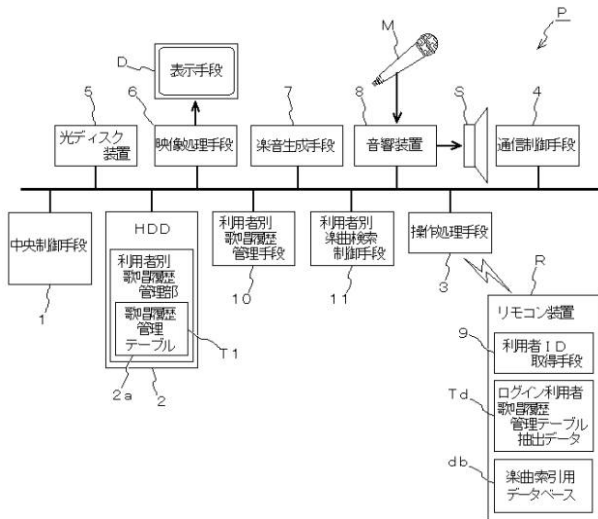 P
M
D
表示手段
5
6
7
8
S
4
光ディスク
装置
映像処理手段
楽音生成手段
音響装置
通信制御手段
中央制御手段
1
HDD
利用者別
歌唱履歴
管理部
歌唱履歴
管理
テーブル
T1
2a
2
利用者別
歌唱履歴
管理手段
10
利用者別
楽曲検索
制御手段
11
操作処理手段
3
R
リモコン装置
9
利用者ID
取得手段
Td
ログイン利用者
歌唱履歴
管理テーブル
抽出データ
db
楽曲索引用
データベース